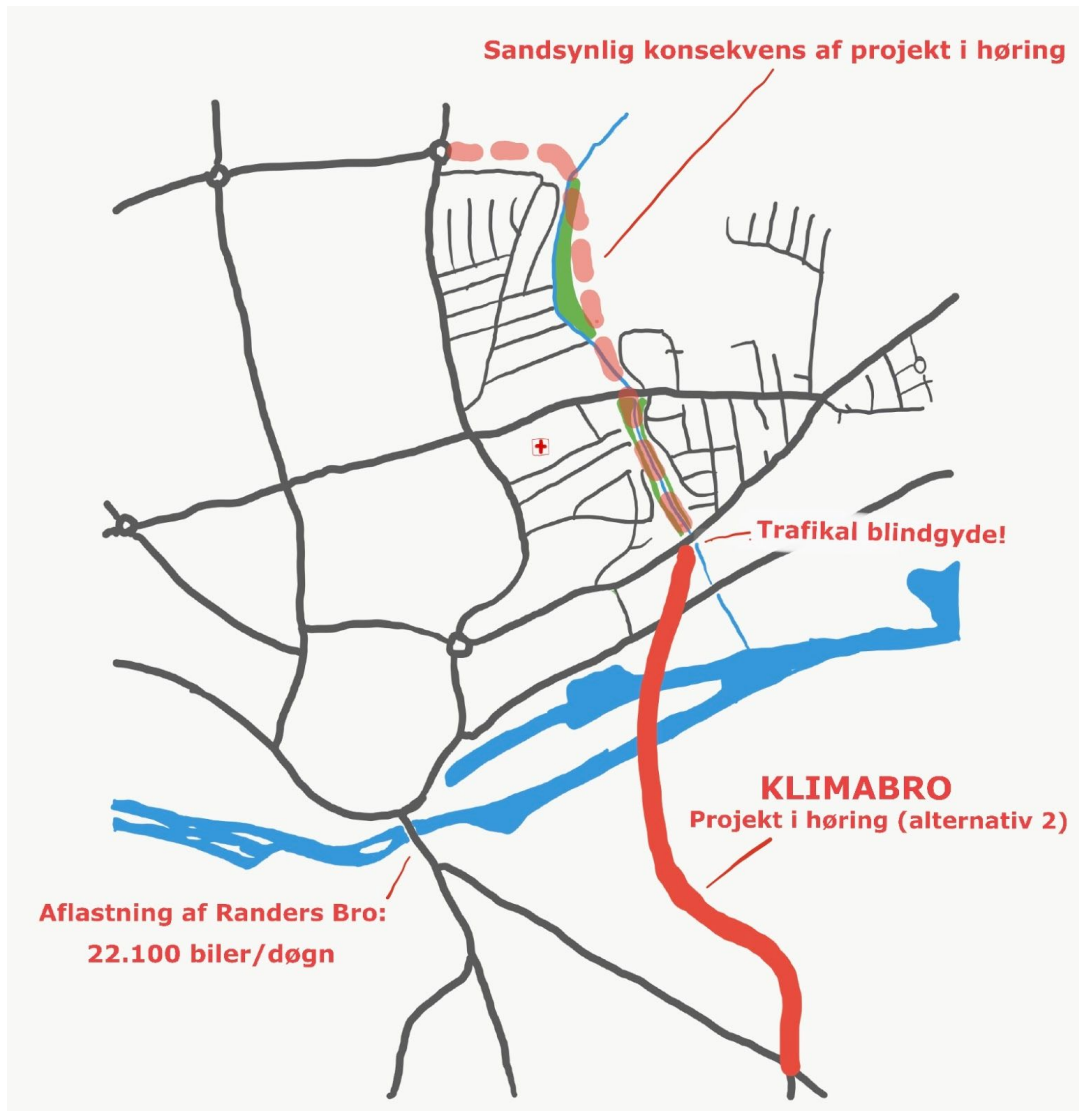 Sandsynlig konsekvens af projekt i høring
Trafikal blindgyde!
KLIMABRO
Projekt i høring (alternativ 2)
Aflastning af Randers Bro:
22.100 biler/døgn